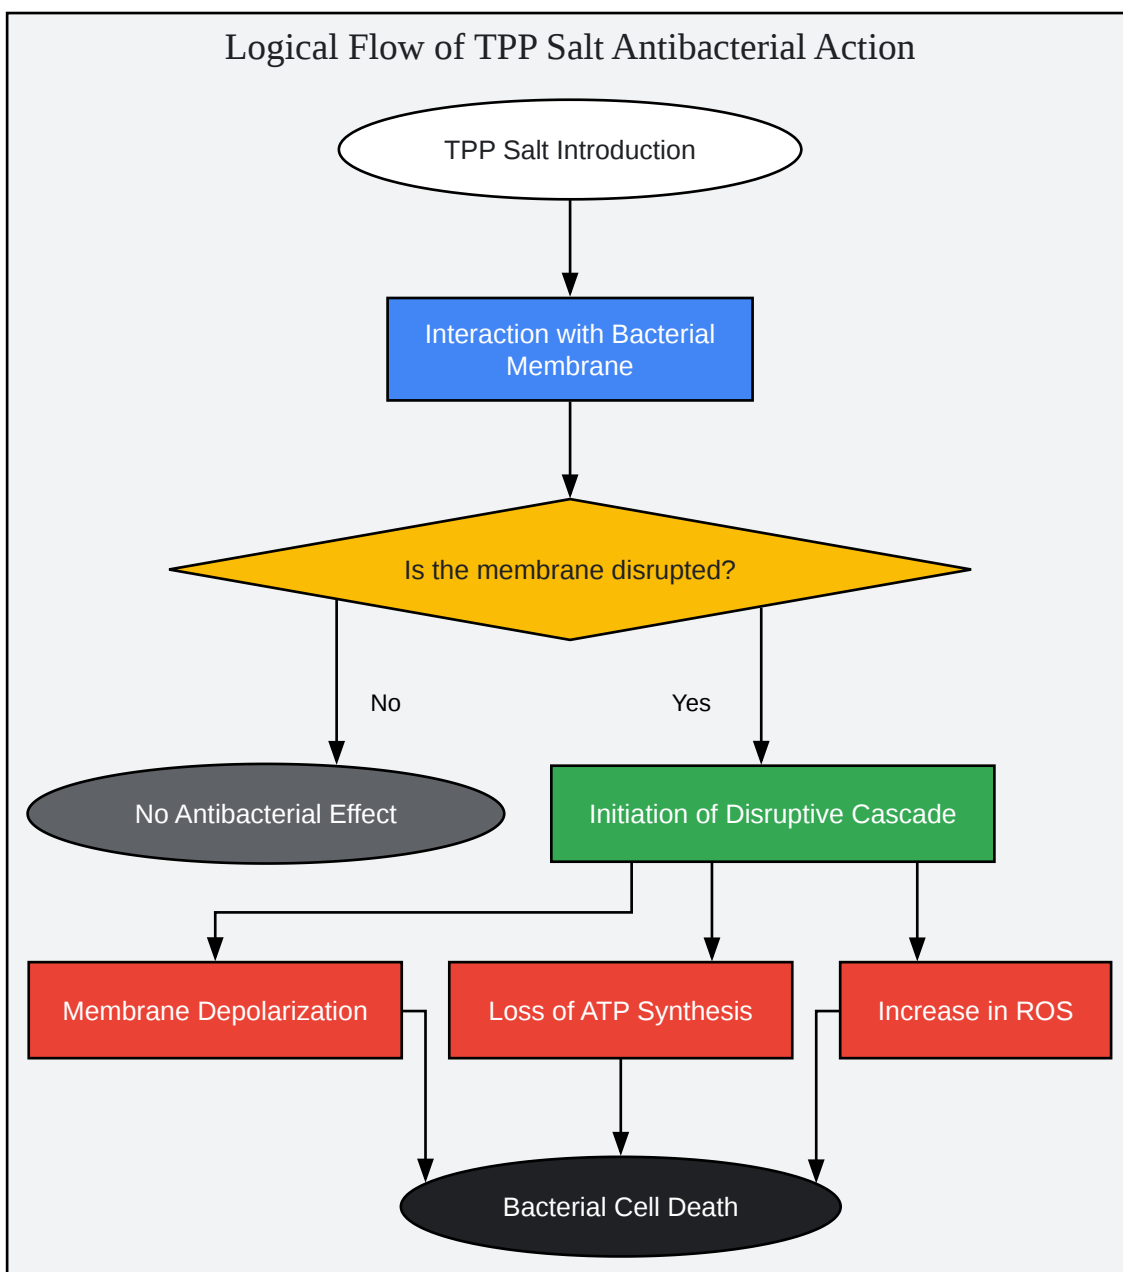 Logical Flow of TPP Salt Antibacterial Action
TPP Salt Introduction
Interaction with Bacterial
Membrane
Is the membrane disrupted?
No
Yes
No Antibacterial Effect
Initiation of Disruptive Cascade
Membrane Depolarization
Loss of ATP Synthesis
Increase in ROS
Bacterial Cell Death